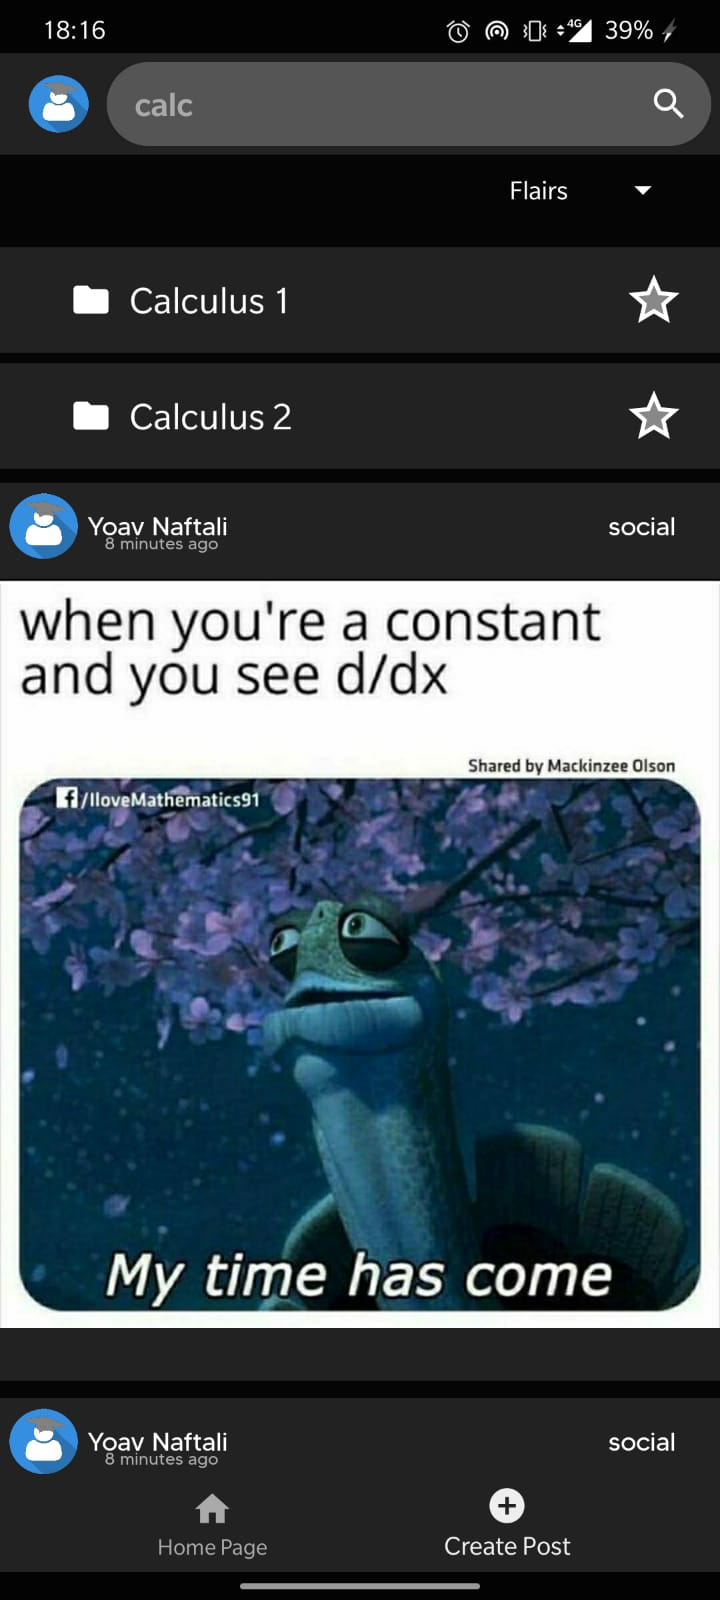 18:16 4G 39%
calc
Flairs
Calculus 1
Calculus 2
Yoav Naftali social
8 minutes ago
when you're a constant
and you see d/dx
Shared by Mackinzee Olson
f/IloveMathematics91
My time has come
Yoav Naftali social
8 minutes ago
Home Page Create Post